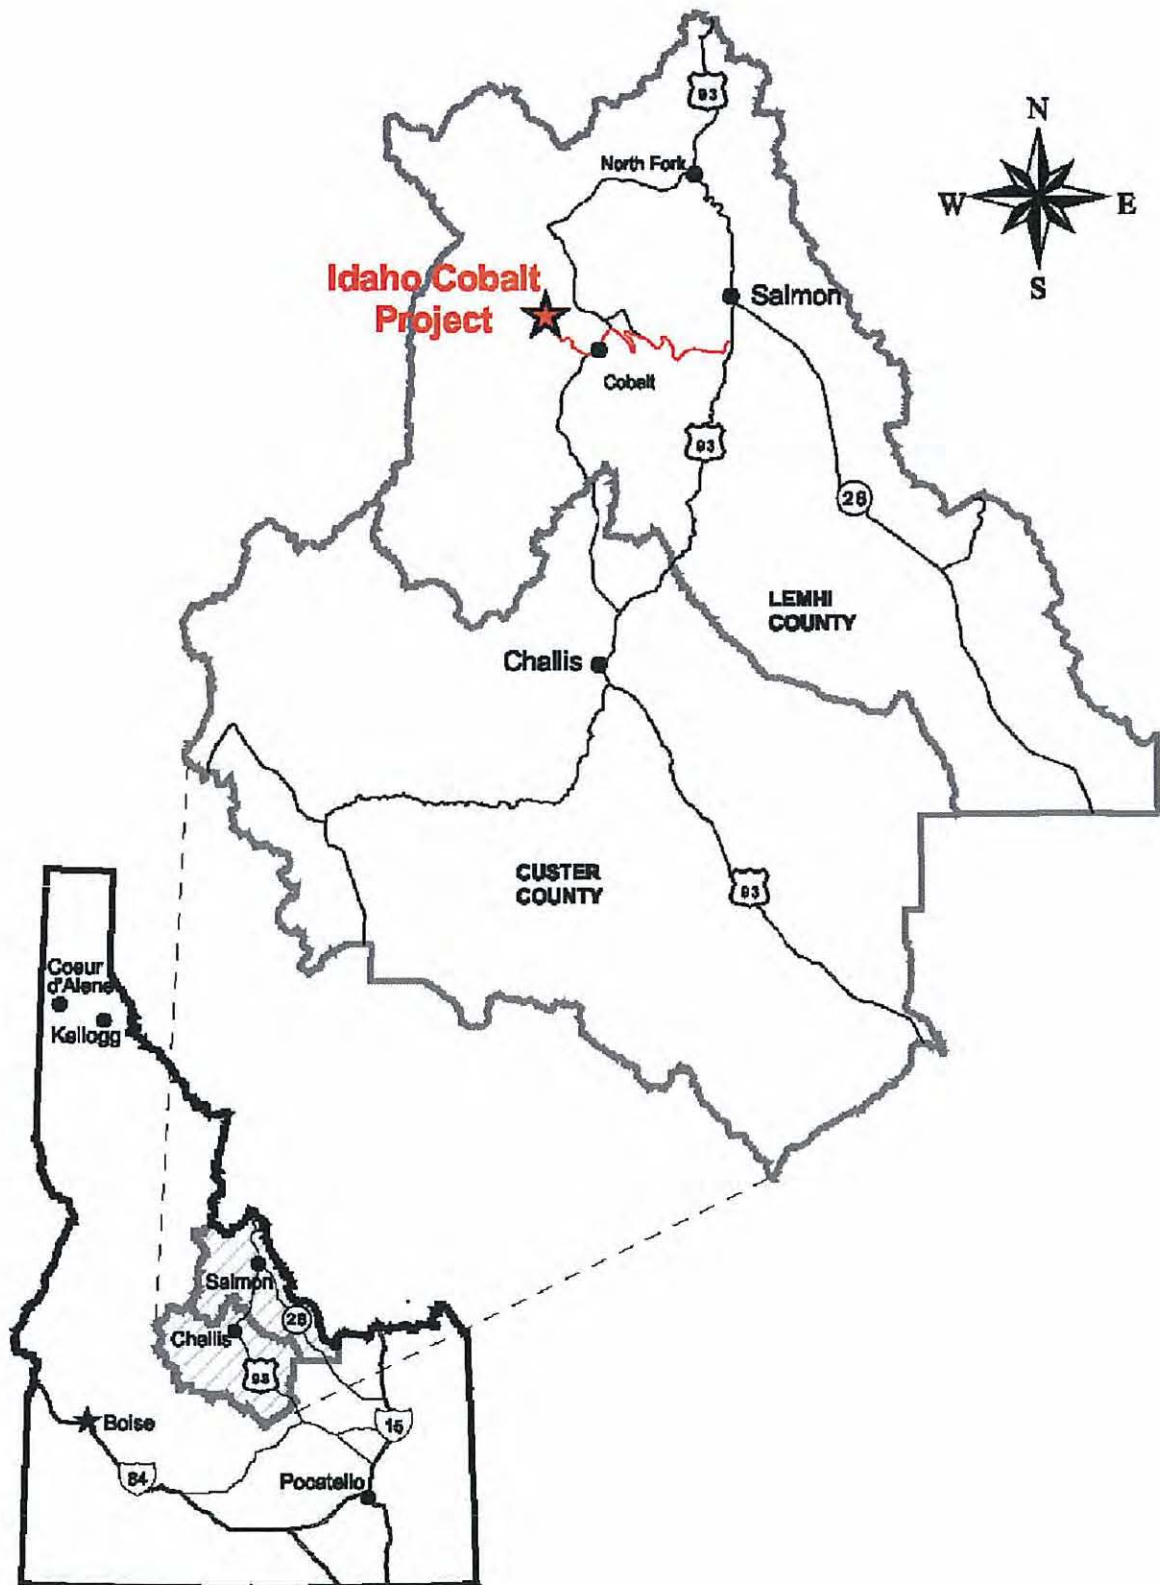 93
N
North Fork
W
E
Idaho Cobalt
Project
Salmon
S
Cobalt
93
28
LEMHI
COUNTY
Challis
CUSTER
COUNTY
93
Coeur
d'Alene
Kellogg
Salmon
28
Challis
93
Boise
15
84
Pocatello